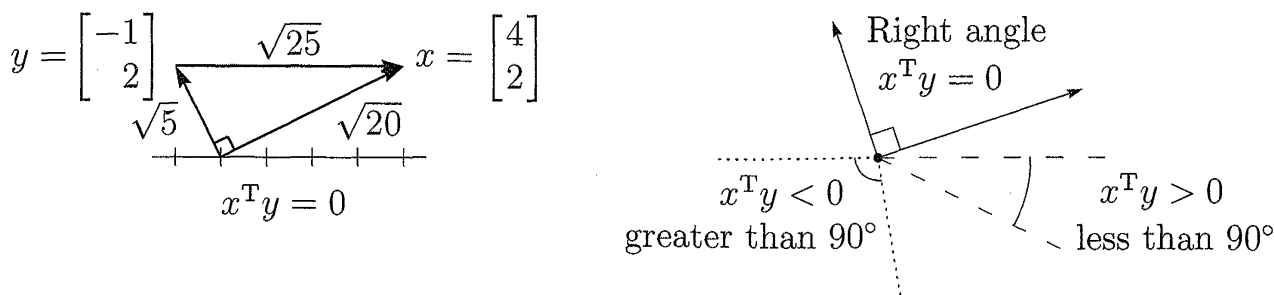 y = [-1 2]
√25
x = [4 2]
√5
√20
xᵀy = 0
Right angle
xᵀy = 0
xᵀy < 0
greater than 90°
xᵀy > 0
less than 90°